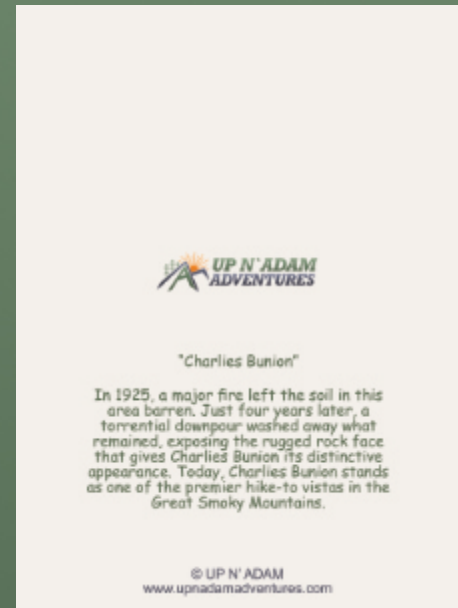 UP N' ADAM
ADVENTURES
"Charlies Bunion"
In 1925, a major fire left the soil in this
area barren. Just four years later, a
torrential downpour washed away what
remained, exposing the rugged rock face
that gives Charlies Bunion its distinctive
appearance. Today, Charlies Bunion stands
as one of the premier hike-to vistas in the
Great Smoky Mountains.
© UP N' ADAM
www.upnadamadventures.com